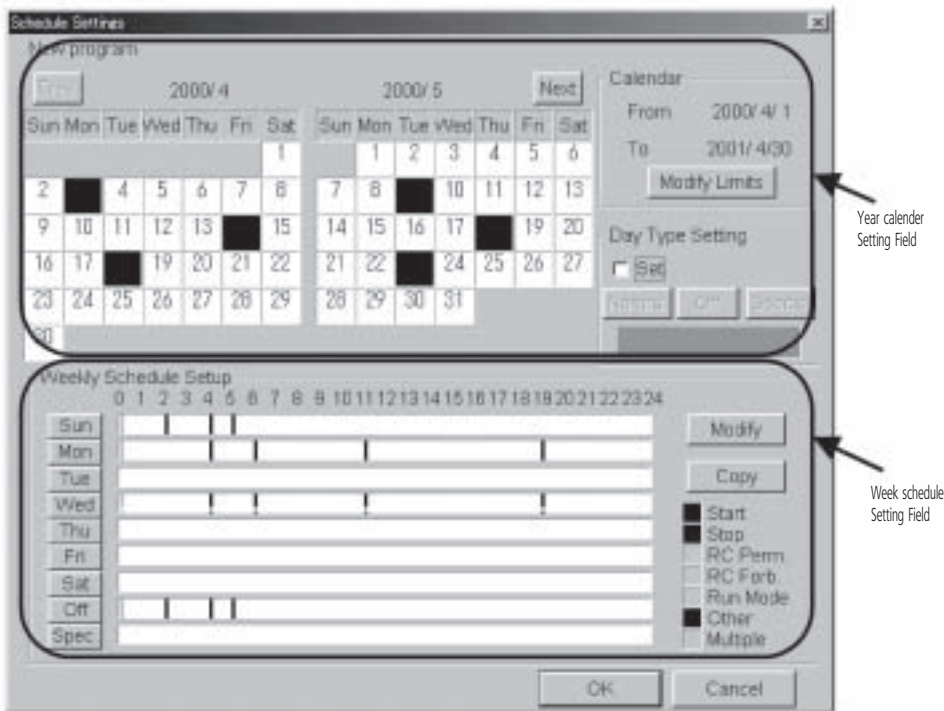 Schedule Settings
New program
Prev
2000/ 4
2000/ 5
Next
Sun Mon Tue Wed Thu Fri Sat
Sun Mon Tue Wed Thu Fri Sat
1
1 2 3 4 5 6
2 4 5 6 7 8
7 8 10 11 12 13
9 10 11 12 13 15
14 15 16 17 19 20
16 17 19 20 21 22
21 22 24 25 26 27
23 24 25 26 27 28 29
28 29 30 31
30
Calendar
From 2000/ 4/ 1
To 2001/ 4/30
Modify Limits
Day Type Setting
Set
Normal Off Special
Year calender
Setting Field
Weekly Schedule Setup
0 1 2 3 4 5 6 7 8 9 10 11 12 13 14 15 16 17 18 19 20 21 22 23 24
Sun
Mon
Tue
Wed
Thu
Fri
Sat
Off
Spec.
Modify
Copy
Start
Stop
RC Perm.
RC Forb.
Run Mode
Other
Multiple
Week schedule
Setting Field
OK
Cancel